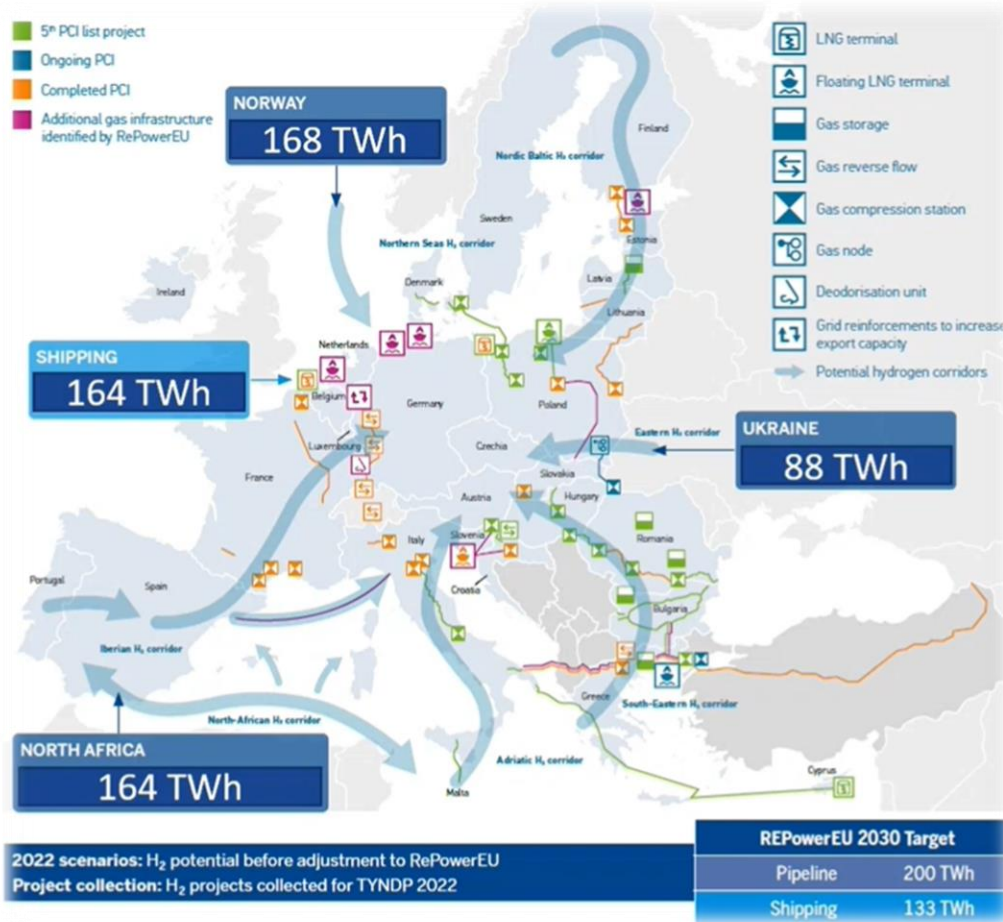 5th PCI list project
Ongoing PCI
Completed PCI
Additional gas infrastructure
identified by RePowerEU
LNG terminal
Floating LNG terminal
Gas storage
Gas reverse flow
Gas compression station
Gas node
Deodorisation unit
Grid reinforcements to increase
export capacity
Potential hydrogen corridors
NORWAY
168 TWh
Finland
Nordic Baltic H₂ corridor
Sweden
Estonia
Northern Seas H₂ corridor
Latvia
Denmark
Ireland
Lithuania
Netherlands
SHIPPING
164 TWh
Belgium
Germany
Poland
UKRAINE
88 TWh
Eastern H₂ corridor
Luxembourg
Czechia
Slovakia
France
Austria
Hungary
Italy
Slovenia
Romania
Croatia
Portugal
Spain
Bulgaria
Iberian H₂ corridor
Greece
South-Eastern H₂ corridor
North-African H₂ corridor
NORTH AFRICA
164 TWh
Adriatic H₂ corridor
Cyprus
Malta
2022 scenarios: H₂ potential before adjustment to RePowerEU
Project collection: H₂ projects collected for TYNDP 2022
REPowerEU 2030 Target
Pipeline 200 TWh
Shipping 133 TWh